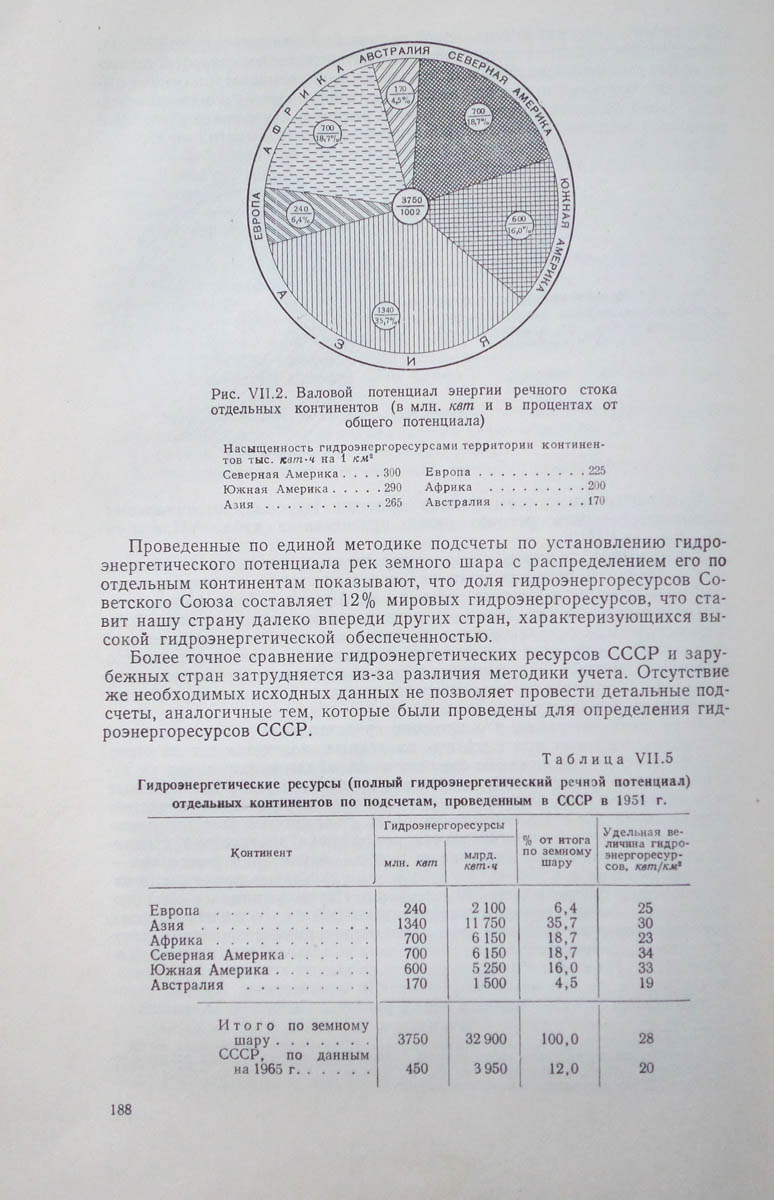 АФРИКА АВСТРАЛИЯ СЕВЕРНАЯ АМЕРИКА
170
4,5%
700
18,7%
700
18,7%
ЕВРОПА
ЮЖНАЯ АМЕРИКА
240
6,4%
3750
1002
600
16,0%
1340
35,7%
АЗИЯ
Рис. VII.2. Валовой потенциал энергии речного стока
отдельных континентов (в млн. квт и в процентах от
общего потенциала)
Насыщенность гидроэнергоресурсами территории континен-
тов тыс. квт·ч на 1 км²
Северная Америка . . . . 300 Европа . . . . . . . . . . 225
Южная Америка . . . . . 290 Африка . . . . . . . . . 200
Азия . . . . . . . . . . . 265 Австралия . . . . . . . . 170
Проведенные по единой методике подсчеты по установлению гидро-
энергетического потенциала рек земного шара с распределением его по
отдельным континентам показывают, что доля гидроэнергоресурсов Со-
ветского Союза составляет 12% мировых гидроэнергоресурсов, что ста-
вит нашу страну далеко впереди других стран, характеризующихся вы-
сокой гидроэнергетической обеспеченностью.
Более точное сравнение гидроэнергетических ресурсов СССР и зару-
бежных стран затрудняется из-за различия методики учета. Отсутствие
же необходимых исходных данных не позволяет провести детальные под-
счеты, аналогичные тем, которые были проведены для определения гид-
роэнергоресурсов СССР.
Таблица VII.5
Гидроэнергетические ресурсы (полный гидроэнергетический речной потенциал)
отдельных континентов по подсчетам, проведенным в СССР в 1951 г.
Континент
Гидроэнергоресурсы
млн. квт
млрд.
квт·ч
% от итога
по земному
шару
Удельная ве-
личина гидро-
энергоресур-
сов, квт/км²
Европа . . . . . . . . . . . 240 2 100 6,4 25
Азия . . . . . . . . . . . . 1340 11 750 35,7 30
Африка . . . . . . . . . . . 700 6 150 18,7 23
Северная Америка . . . . . . 700 6 150 18,7 34
Южная Америка . . . . . . . 600 5 250 16,0 33
Австралия . . . . . . . . . 170 1 500 4,5 19
Итого по земному
шару . . . . . . . 3750 32 900 100,0 28
СССР, по данным
на 1965 г. . . . . . 450 3 950 12,0 20
188